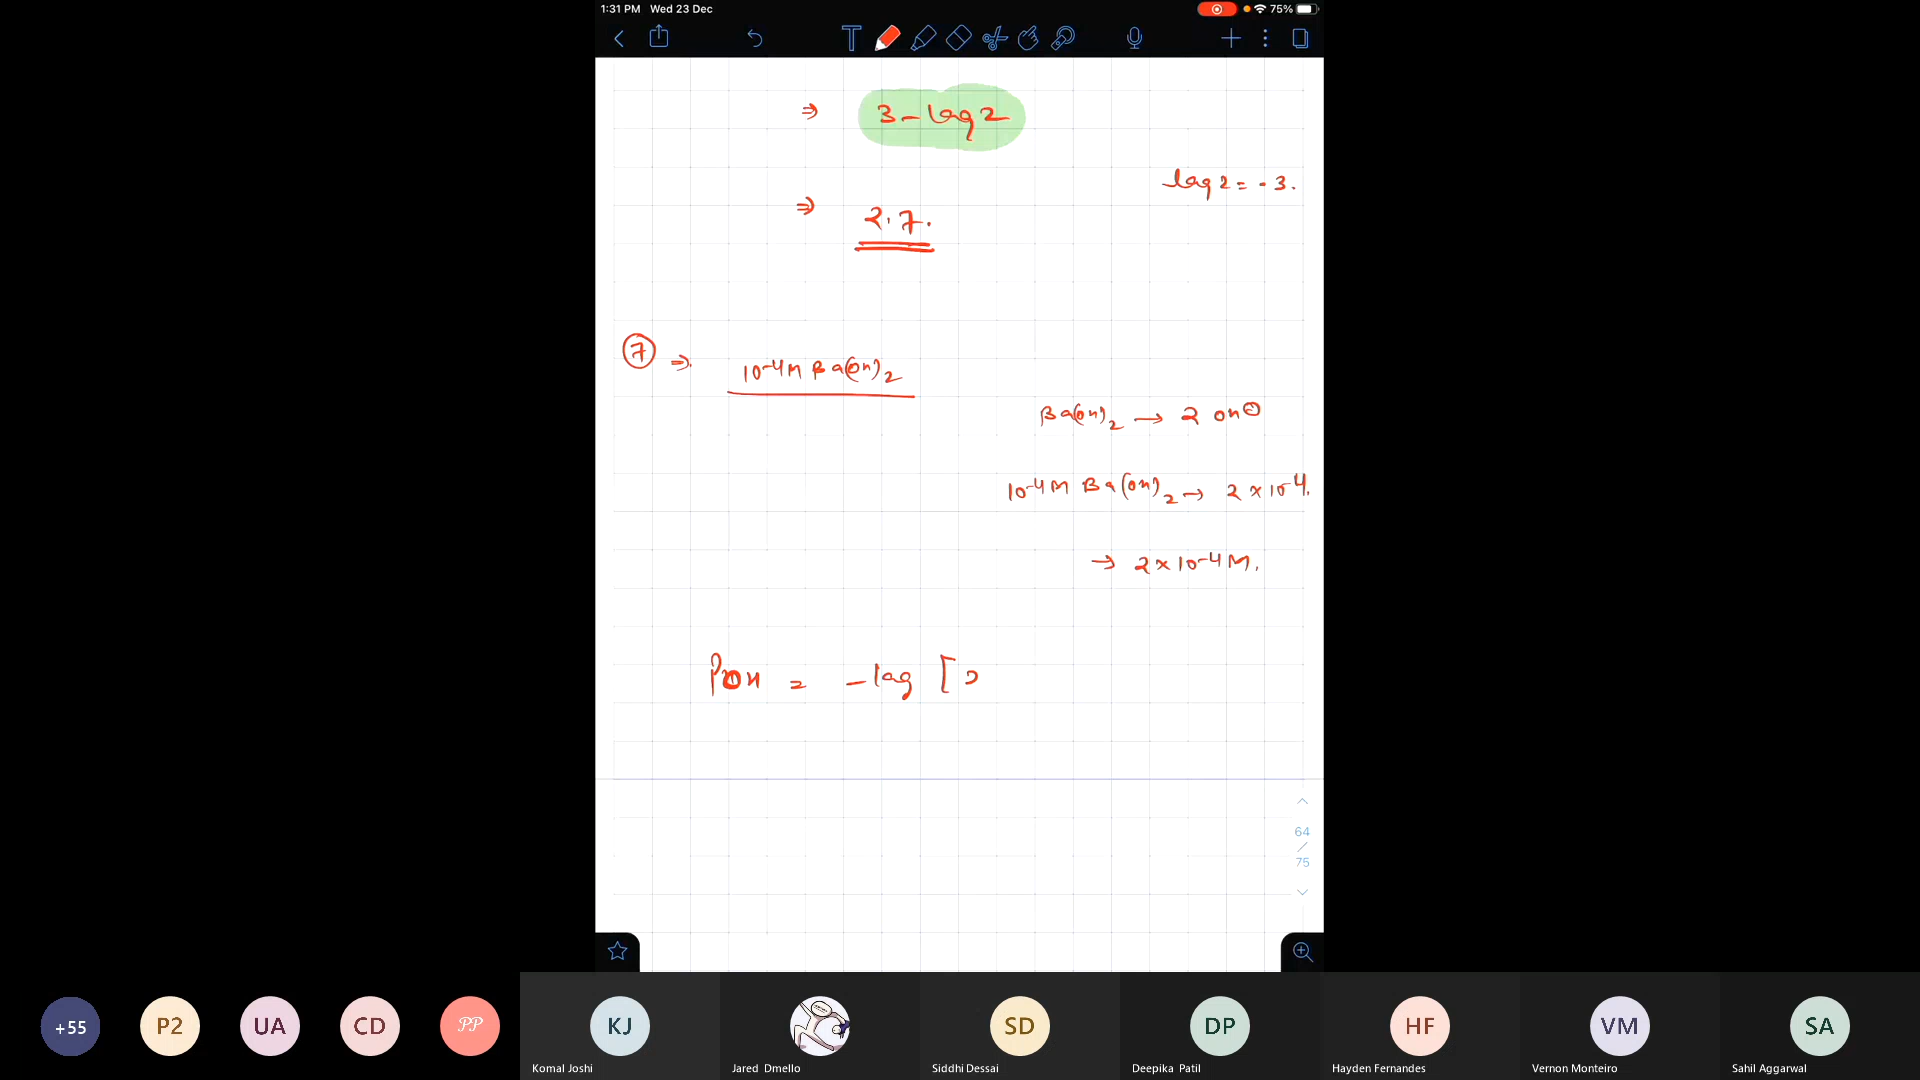 1:31 PM Wed 23 Dec
75%
T
⇒ 3 - log 2
log 2 = .3.
⇒ 2.7.
7 ⇒ 10⁻⁴M Ba(OH)₂
Ba(OH)₂ → 2 OH⊖
10⁻⁴M Ba(OH)₂ → 2 × 10⁻⁴.
→ 2 × 10⁻⁴ M.
POH = -log [2
64
/
75
+55
P2
UA
CD
PP
KJ
SD
DP
HF
VM
SA
Komal Joshi
Jared Dmello
Siddhi Dessai
Deepika Patil
Hayden Fernandes
Vernon Monteiro
Sahil Aggarwal